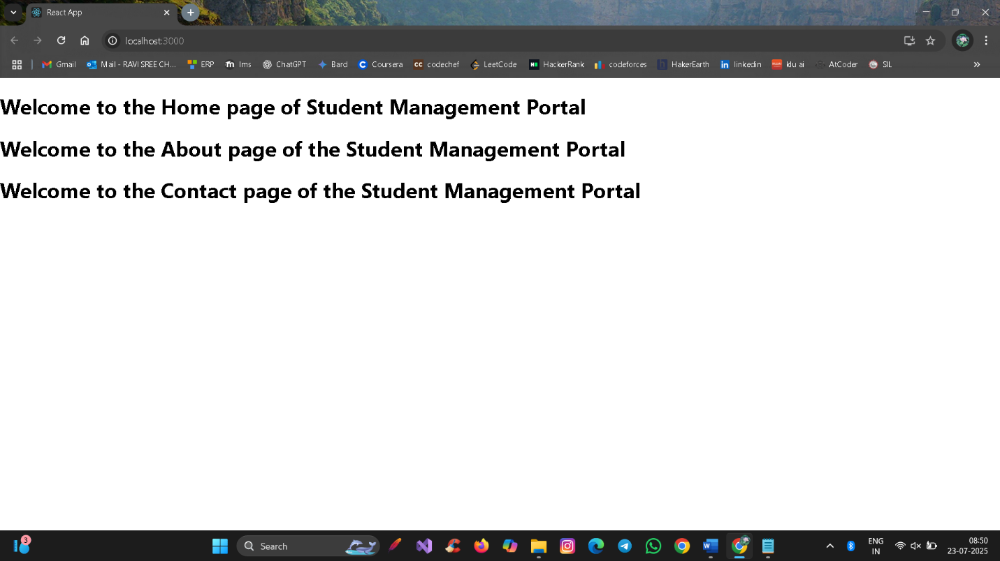 React App
localhost:3000
Gmail
Mail - RAVI SREE CH...
ERP
lms
ChatGPT
Bard
Coursera
CC codechef
LeetCode
HackerRank
codeforces
HakerEarth
in linkedin
klu ai
AtCoder
SIL
Welcome to the Home page of Student Management Portal
Welcome to the About page of the Student Management Portal
Welcome to the Contact page of the Student Management Portal
3
Search
ENG
IN
08:50
23-07-2025